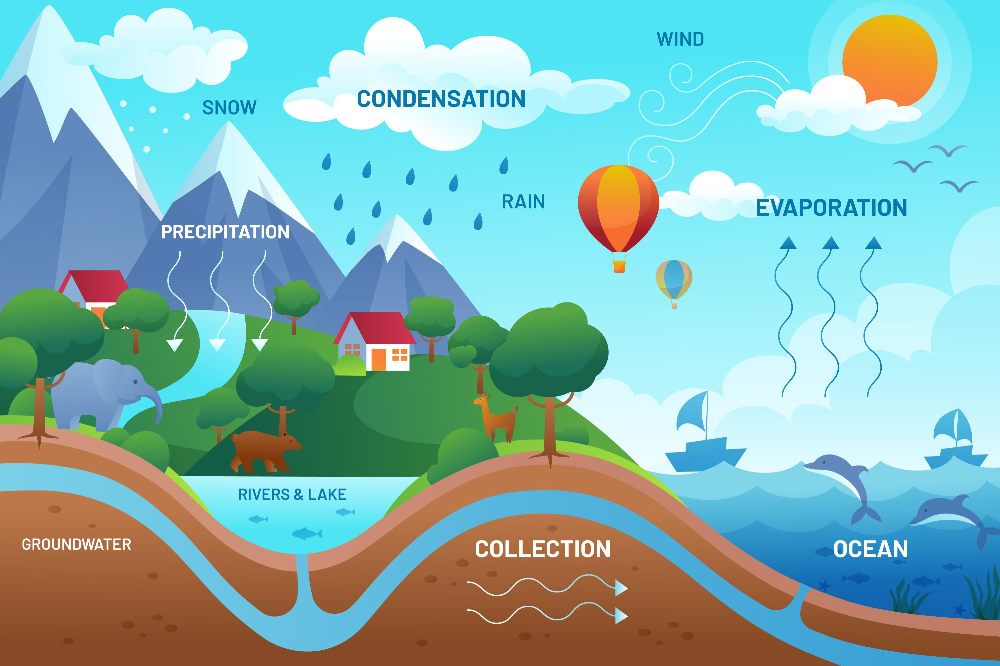 WIND
CONDENSATION
SNOW
RAIN
EVAPORATION
PRECIPITATION
RIVERS & LAKE
GROUNDWATER
COLLECTION
OCEAN